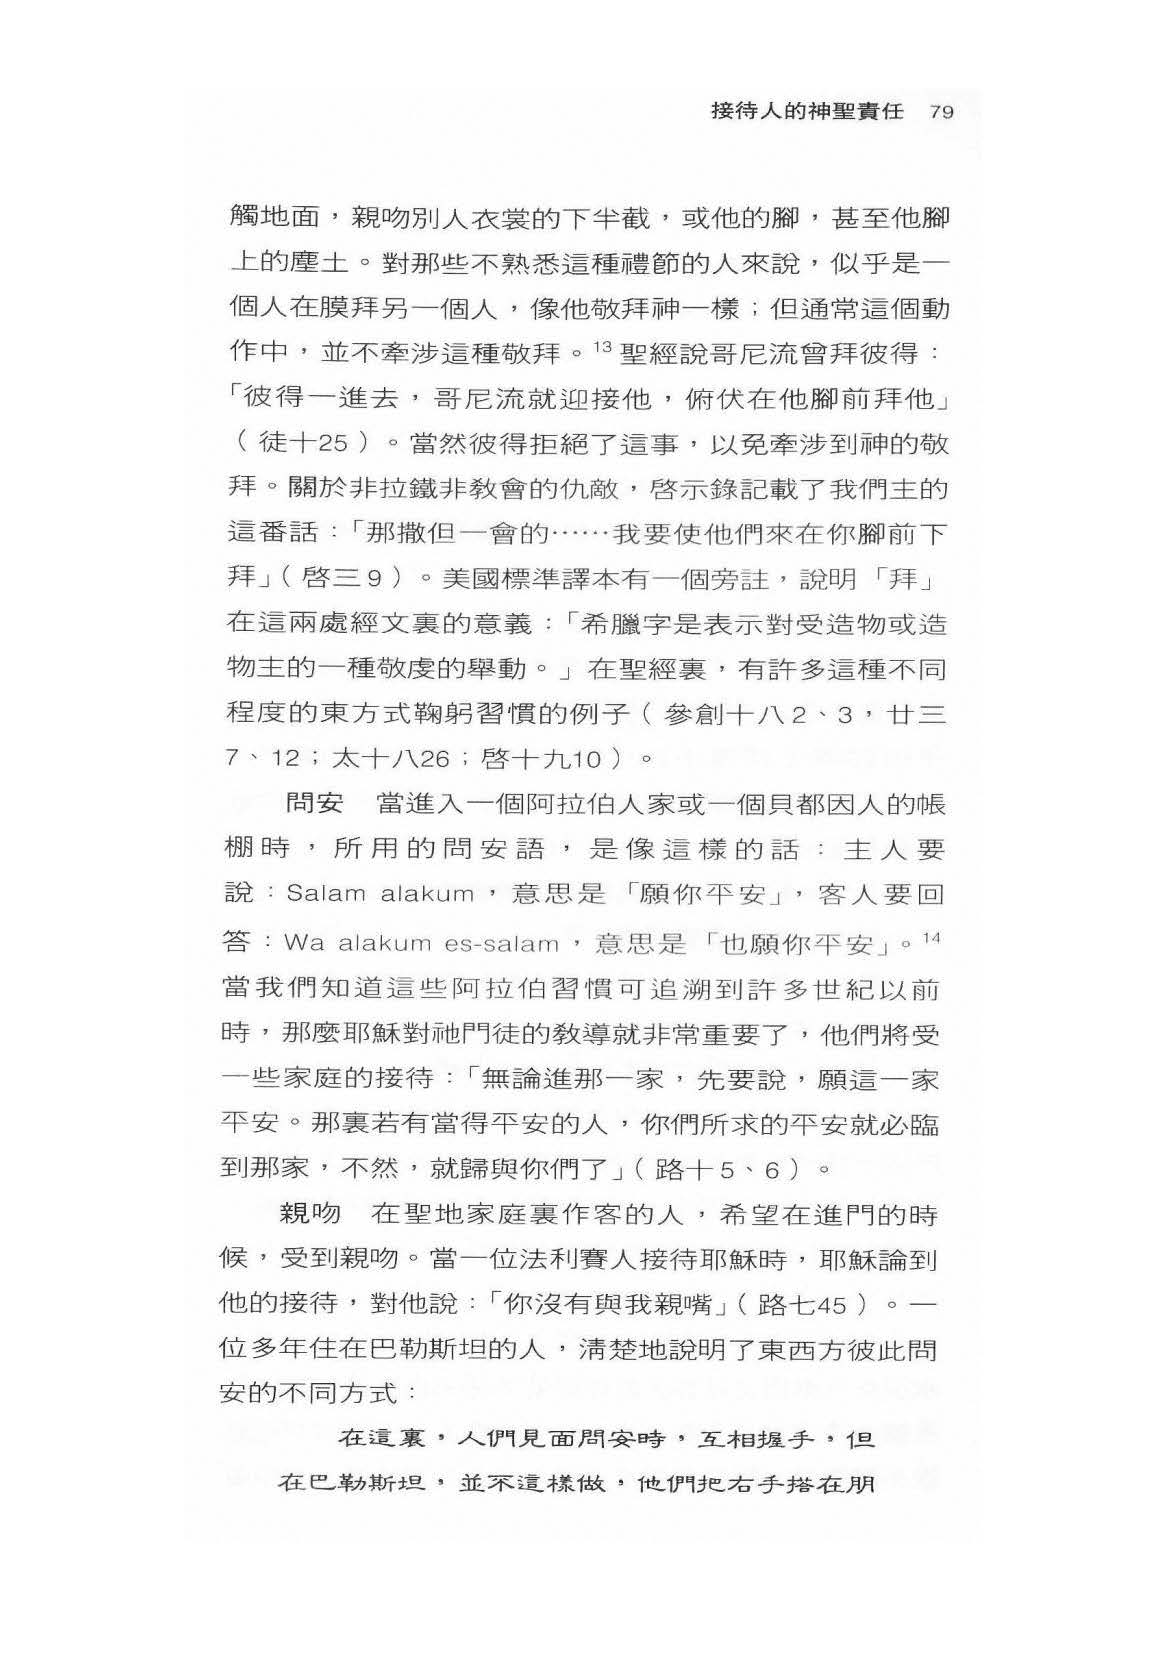 接待人的神聖責任 79
觸地面，親吻別人衣裳的下半截，或他的腳，甚至他腳
上的塵土。對那些不熟悉這種禮節的人來說，似乎是一
個人在膜拜另一個人，像他敬拜神一樣；但通常這個動
作中，並不牽涉這種敬拜。13聖經說哥尼流曾拜彼得：
「彼得一進去，哥尼流就迎接他，俯伏在他腳前拜他」
（徒十25）。當然彼得拒絕了這事，以免牽涉到神的敬
拜。關於非拉鐵非教會的仇敵，啓示錄記載了我們主的
這番話：「那撒但一會的……我要使他們來在你腳前下
拜」（啓三9）。美國標準譯本有一個旁註，說明「拜」
在這兩處經文裏的意義：「希臘字是表示對受造物或造
物主的一種敬虔的舉動。」在聖經裏，有許多這種不同
程度的東方式鞠躬習慣的例子（參創十八2、3，廿三
7、12；太十八26；啓十九10）。
問安 當進入一個阿拉伯人家或一個貝都因人的帳
棚時，所用的問安語，是像這樣的話：主人要
說：Salam alakum，意思是「願你平安」，客人要回
答：Wa alakum es-salam，意思是「也願你平安」。14
當我們知道這些阿拉伯習慣可追溯到許多世紀以前
時，那麼耶穌對祂門徒的教導就非常重要了，他們將受
一些家庭的接待：「無論進那一家，先要說，願這一家
平安。那裏若有當得平安的人，你們所求的平安就必臨
到那家，不然，就歸與你們了」（路十5、6）。
親吻 在聖地家庭裏作客的人，希望在進門的時
候，受到親吻。當一位法利賽人接待耶穌時，耶穌論到
他的接待，對他說：「你沒有與我親嘴」（路七45）。一
位多年住在巴勒斯坦的人，淸楚地說明了東西方彼此問
安的不同方式：
在這裏，人們見面問安時，互相握手，但
在巴勒斯坦，並不這樣做，他們把右手搭在朋